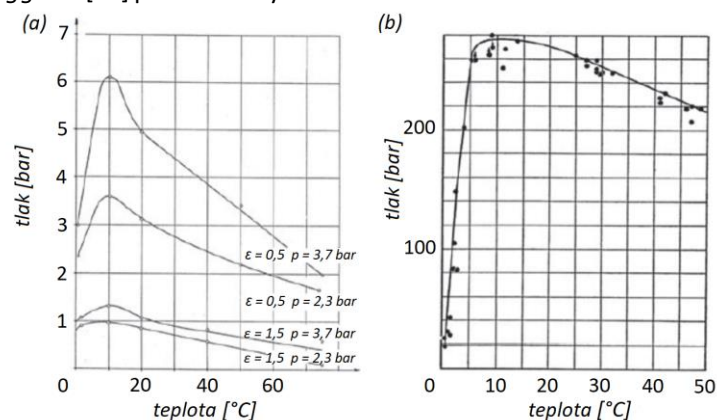 (a)
tlak [bar]
7
6
5
4
3
2
1
0
20
40
60
teplota [°C]
ε = 0,5 p = 3,7 bar
ε = 0,5 p = 2,3 bar
ε = 1,5 p = 3,7 bar
ε = 1,5 p = 2,3 bar
(b)
tlak [bar]
200
100
0
10
20
30
40
50
teplota [°C]